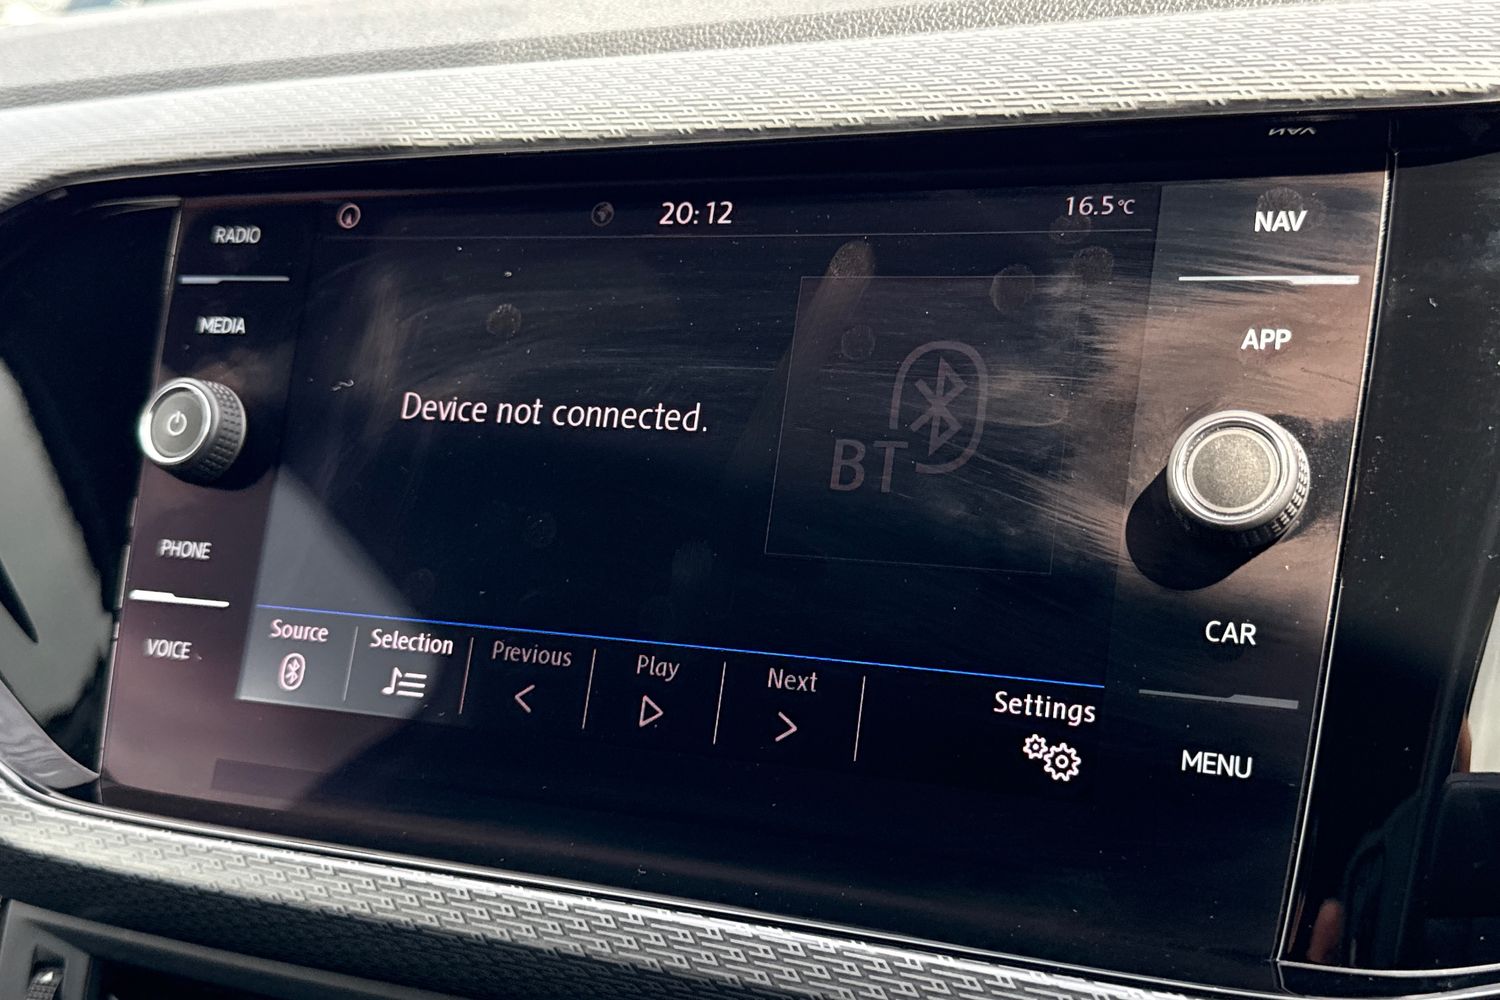 20:12
16.5°C
RADIO
MEDIA
PHONE
VOICE
Device not connected.
BT
Source
Selection
Previous
Play
Next
Settings
NAV
APP
CAR
MENU